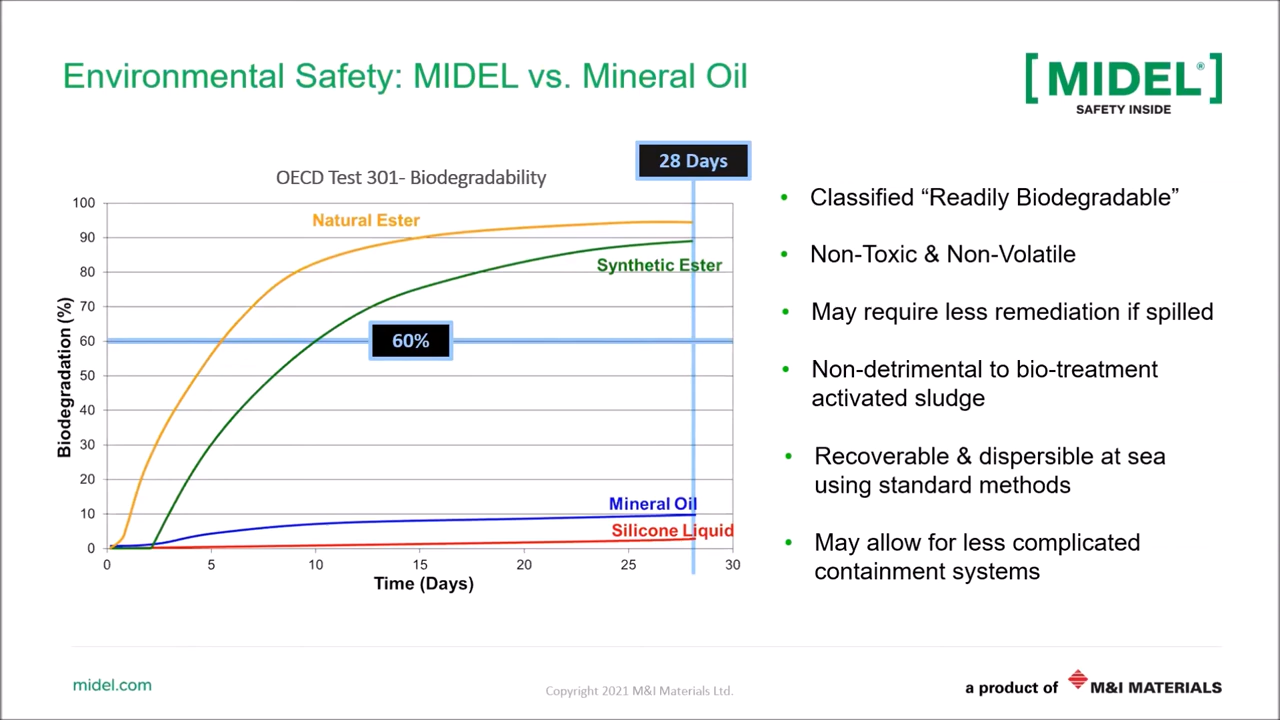 Environmental Safety: MIDEL vs. Mineral Oil
[MIDEL®]
SAFETY INSIDE
28 Days
OECD Test 301- Biodegradability
100
90
80
70
60
50
40
30
20
10
0
Biodegradation (%)
Natural Ester
Synthetic Ester
60%
Mineral Oil
Silicone Liquid
0 5 10 15 20 25 30
Time (Days)
• Classified “Readily Biodegradable”
• Non-Toxic & Non-Volatile
• May require less remediation if spilled
• Non-detrimental to bio-treatment
activated sludge
• Recoverable & dispersible at sea
using standard methods
• May allow for less complicated
containment systems
midel.com
Copyright 2021 M&I Materials Ltd.
a product of M&I MATERIALS